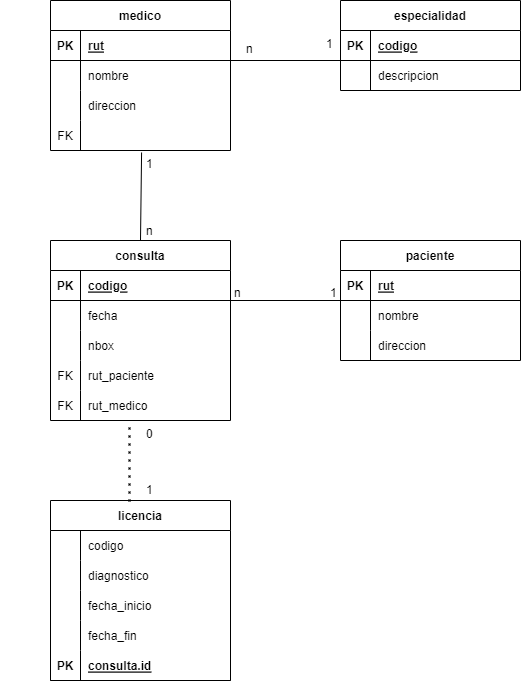 medico
PK rut
nombre
direccion
FK
n 1
especialidad
PK codigo
descripcion
1
n
consulta
PK codigo
fecha
nbox
FK rut_paciente
FK rut_medico
n 1
paciente
PK rut
nombre
direccion
0
1
licencia
codigo
diagnostico
fecha_inicio
fecha_fin
PK consulta.id